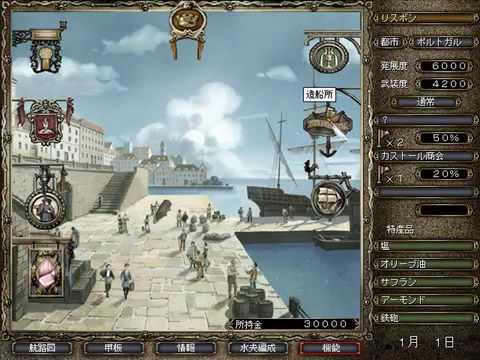 リスボン
都市 ポルトガル
発展度 6000
武装度 4200
通常
造船所
?
×2 50%
カストール商会
×1 20%
特産品
塩
オリーブ油
サフラン
アーモンド
鉄砲
所持金 30000
航路図 甲板 情報 水夫編成 機能
1月 1日